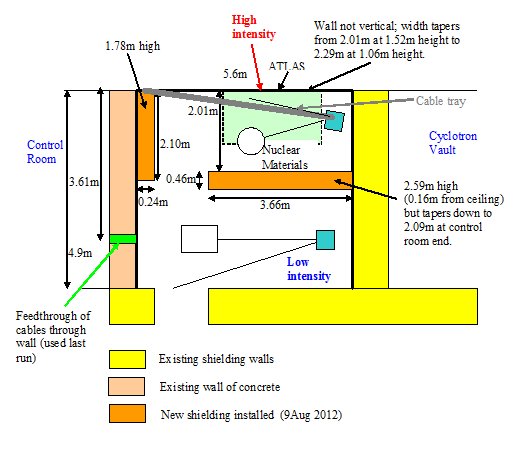 High
intensity
Wall not vertical; width tapers
from 2.01m at 1.52m height to
2.29m at 1.06m height.
1.78m high
5.6m
ATLAS
2.01m
Cable tray
Control
Room
2.10m
Cyclotron
Vault
Nuclear
Materials
3.61m
0.46m
0.24m
3.66m
2.59m high
(0.16m from ceiling)
but tapers down to
2.09m at control
room end.
4.9m
Low
intensity
Feedthrough of
cables through
wall (used last
run)
Existing shielding walls
Existing wall of concrete
New shielding installed (9Aug 2012)